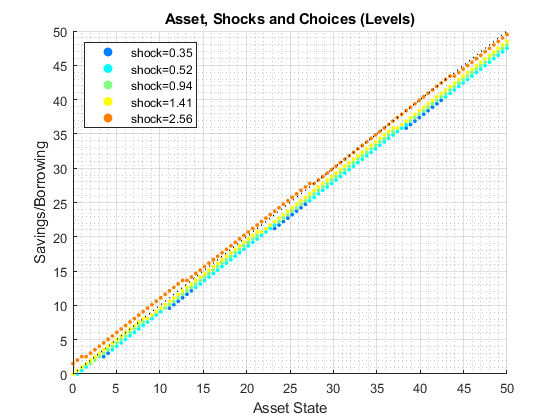 Asset, Shocks and Choices (Levels)
50
45
40
35
30
25
20
15
10
5
0
Savings/Borrowing
shock=0.35
shock=0.52
shock=0.94
shock=1.41
shock=2.56
0 5 10 15 20 25 30 35 40 45 50
Asset State